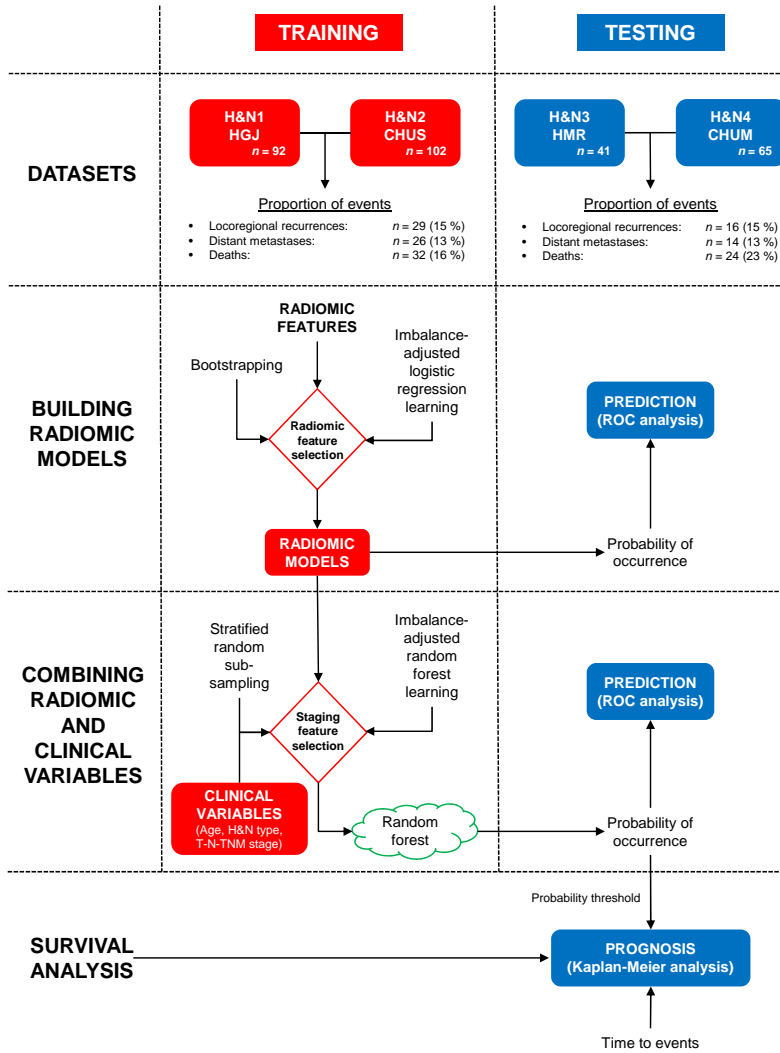 TRAINING
TESTING
DATASETS
H&N1
HGJ
n = 92
H&N2
CHUS
n = 102
Proportion of events
• Locoregional recurrences: n = 29 (15 %)
• Distant metastases: n = 26 (13 %)
• Deaths: n = 32 (16 %)
H&N3
HMR
n = 41
H&N4
CHUM
n = 65
Proportion of events
• Locoregional recurrences: n = 16 (15 %)
• Distant metastases: n = 14 (13 %)
• Deaths: n = 24 (23 %)
BUILDING
RADIOMIC
MODELS
RADIOMIC
FEATURES
Bootstrapping
Imbalance-
adjusted
logistic
regression
learning
Radiomic
feature
selection
RADIOMIC
MODELS
PREDICTION
(ROC analysis)
Probability of
occurrence
COMBINING
RADIOMIC
AND
CLINICAL
VARIABLES
Stratified
random
sub-
sampling
Imbalance-
adjusted
random
forest
learning
Staging
feature
selection
CLINICAL
VARIABLES
(Age, H&N type,
T-N-TNM stage)
Random
forest
PREDICTION
(ROC analysis)
Probability of
occurrence
SURVIVAL
ANALYSIS
Probability threshold
PROGNOSIS
(Kaplan-Meier analysis)
Time to events